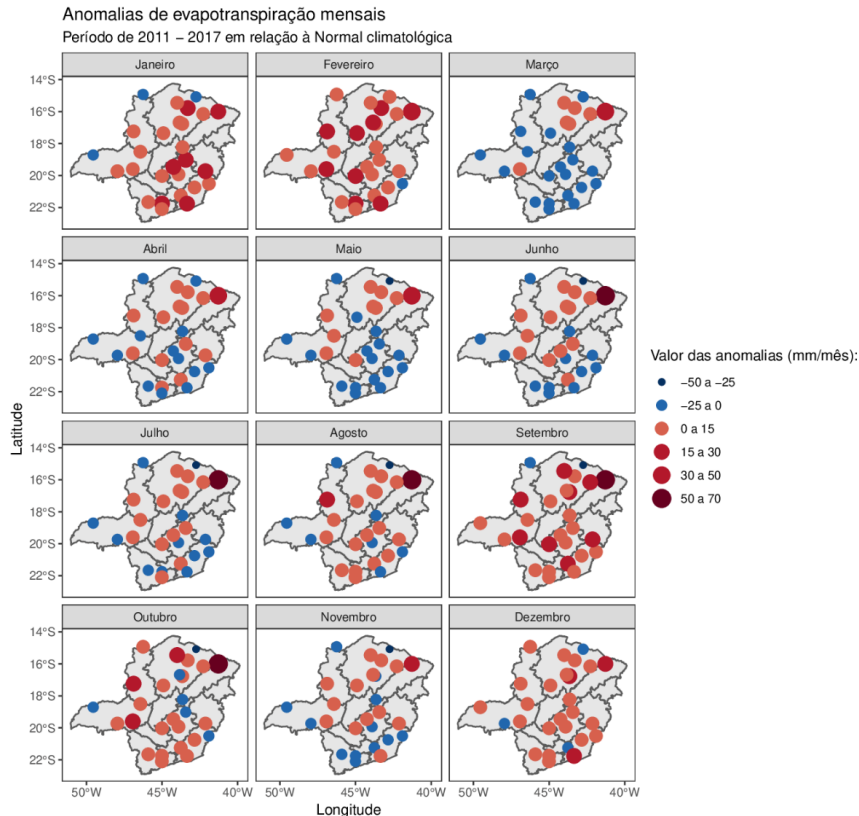 Anomalias de evapotranspiração mensais
Período de 2011 − 2017 em relação à Normal climatológica
Janeiro Fevereiro Março
14°S
16°S
18°S
20°S
22°S
Abril Maio Junho
14°S
16°S
18°S
20°S
22°S
Julho Agosto Setembro
14°S
16°S
18°S
20°S
22°S
Outubro Novembro Dezembro
14°S
16°S
18°S
20°S
22°S
50°W 45°W 40°W 50°W 45°W 40°W 50°W 45°W 40°W
Longitude
Latitude
Valor das anomalias (mm/mês):
−50 a −25
−25 a 0
0 a 15
15 a 30
30 a 50
50 a 70